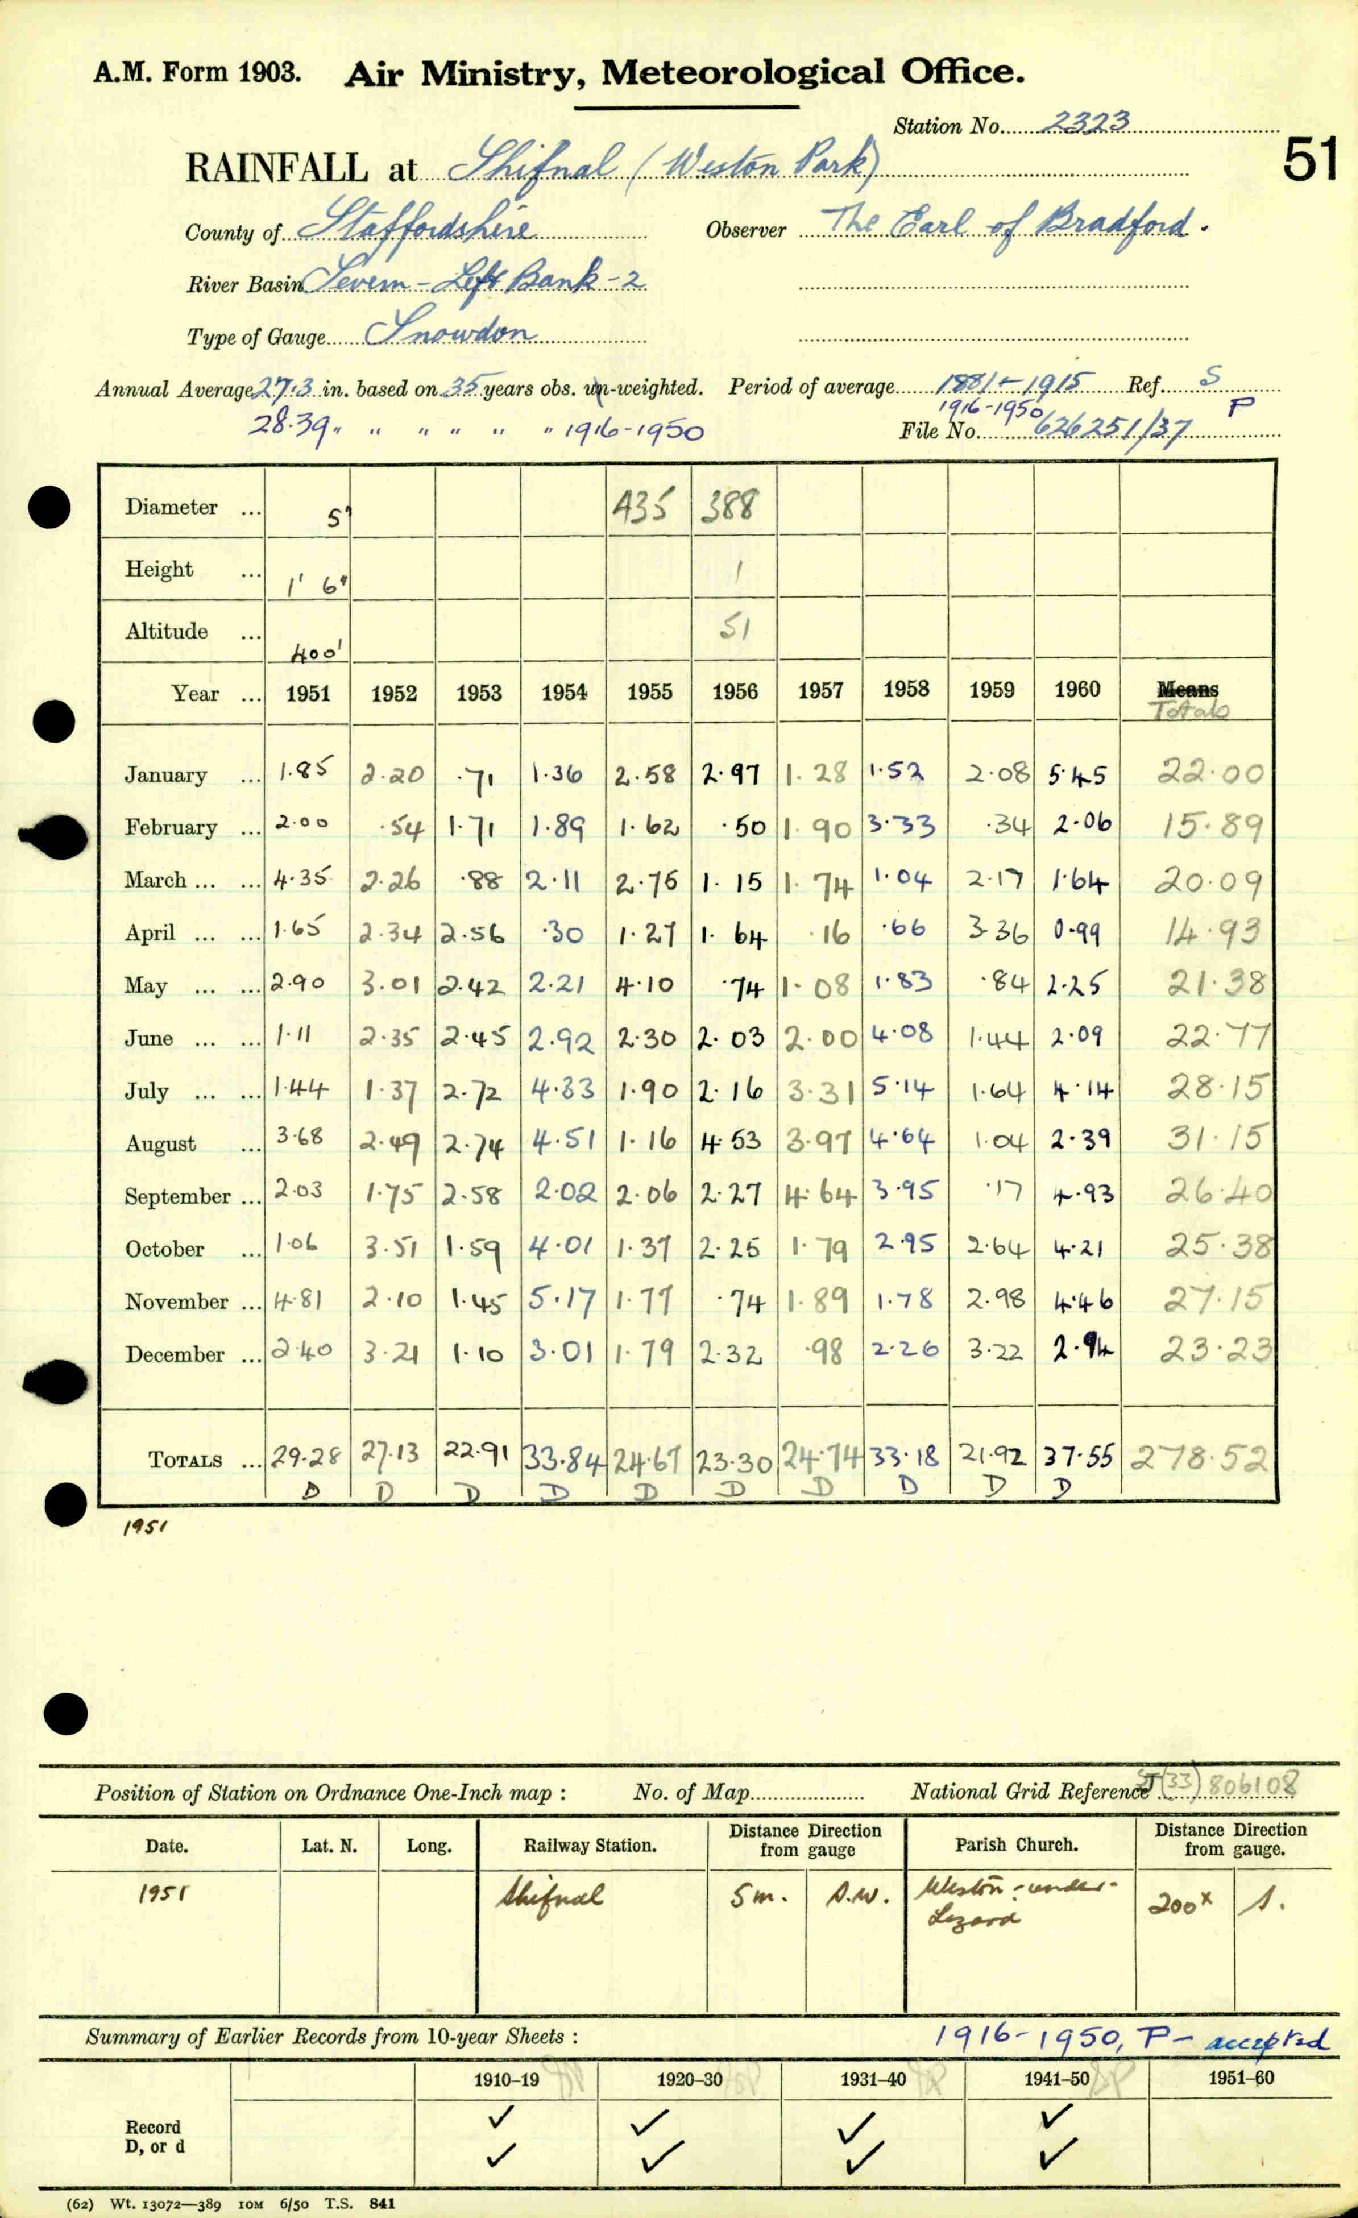 A.M. Form 1903. Air Ministry, Meteorological Office.
Station No. 2323
51
RAINFALL at Shifnal (Weston Park)
County of Staffordshire Observer The Earl of Bradford.
River Basin Severn - Left Bank - 2
Type of Gauge Snowdon
Annual Average 27.3 in. based on 35 years obs. un-weighted. Period of average 1881-1915 Ref. S
1916-1950 P
28.39 " " " " " " 1916-1950 File No. 626251/37
Diameter ... 5" 435 388
Height ... 1' 6" 1
Altitude ... 400' 51
Year ... 1951 1952 1953 1954 1955 1956 1957 1958 1959 1960 Means
Totals
January ... 1.85 2.20 .71 1.36 2.58 2.97 1.28 1.52 2.08 5.45 22.00
February ... 2.00 .54 1.71 1.89 1.62 .50 1.90 3.33 .34 2.06 15.89
March ... ... 4.35 2.26 .88 2.11 2.75 1.15 1.74 1.04 2.17 1.64 20.09
April ... ... 1.65 2.34 2.56 .30 1.27 1.64 .16 .66 3.36 0.99 14.93
May ... ... 2.90 3.01 2.42 2.21 4.10 .74 1.08 1.83 .84 2.25 21.38
June ... ... 1.11 2.35 2.45 2.92 2.30 2.03 2.00 4.08 1.44 2.09 22.77
July ... ... 1.44 1.37 2.72 4.33 1.90 2.16 3.31 5.14 1.64 4.14 28.15
August ... 3.68 2.49 2.74 4.51 1.16 4.53 3.97 4.64 1.04 2.39 31.15
September ... 2.03 1.75 2.58 2.02 2.06 2.27 4.64 3.95 .17 4.93 26.40
October ... 1.06 3.51 1.59 4.01 1.37 2.25 1.79 2.95 2.64 4.21 25.38
November ... 4.81 2.10 1.45 5.17 1.77 .74 1.89 1.78 2.98 4.46 27.15
December ... 2.40 3.21 1.10 3.01 1.79 2.32 .98 2.26 3.22 2.94 23.23
TOTALS ... 29.28 27.13 22.91 33.84 24.67 23.30 24.74 33.18 21.92 37.55 278.52
D D D D D D D D D D
1951
Position of Station on Ordnance One-Inch map : No. of Map National Grid Reference (33) 806108
Date. Lat. N. Long. Railway Station. Distance from gauge Direction Parish Church. Distance from gauge. Direction
1951 Shifnal 5m. S.W. Weston-under-
Lizard 200x S.
Summary of Earlier Records from 10-year Sheets : 1916-1950, P - accepted
1910–19 1920–30 1931–40 1941–50 1951–60
Record ✓ ✓ ✓ ✓
D, or d ✓ ✓ ✓ ✓
(62) Wt. 13072—389 10M 6/50 T.S. 841